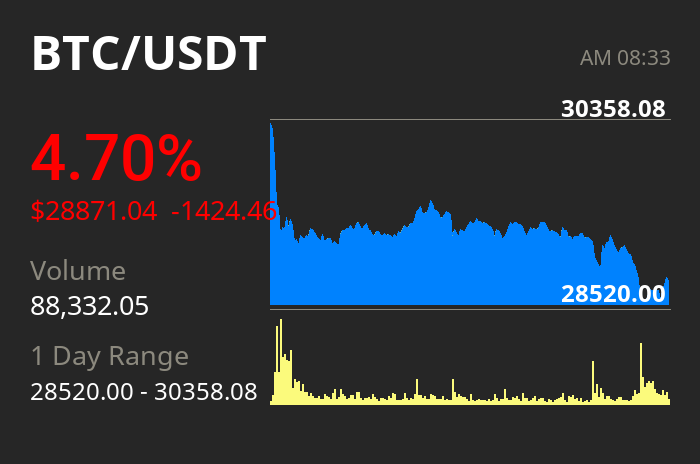 BTC/USDT
AM 08:33
30358.08
4.70%
$28871.04 -1424.46
Volume
88,332.05
28520.00
1 Day Range
28520.00 - 30358.08